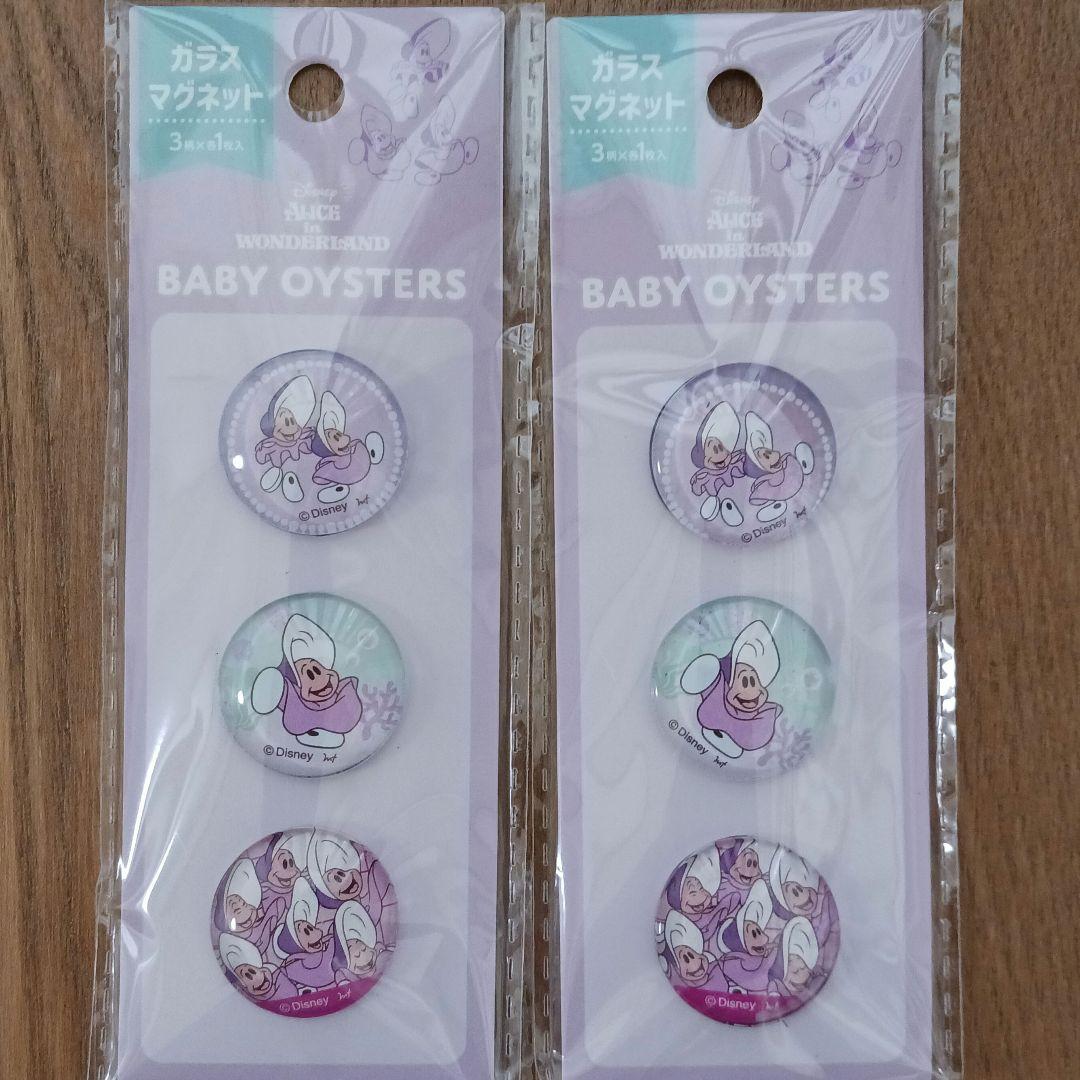 ガラス
マグネット
3柄×各1枚入
Disney
ALICE
in
WONDERLAND
BABY OYSTERS
©Disney
©Disney
©Disney
ガラス
マグネット
3柄×各1枚入
Disney
ALICE
in
WONDERLAND
BABY OYSTERS
©Disney
©Disney
©Disney